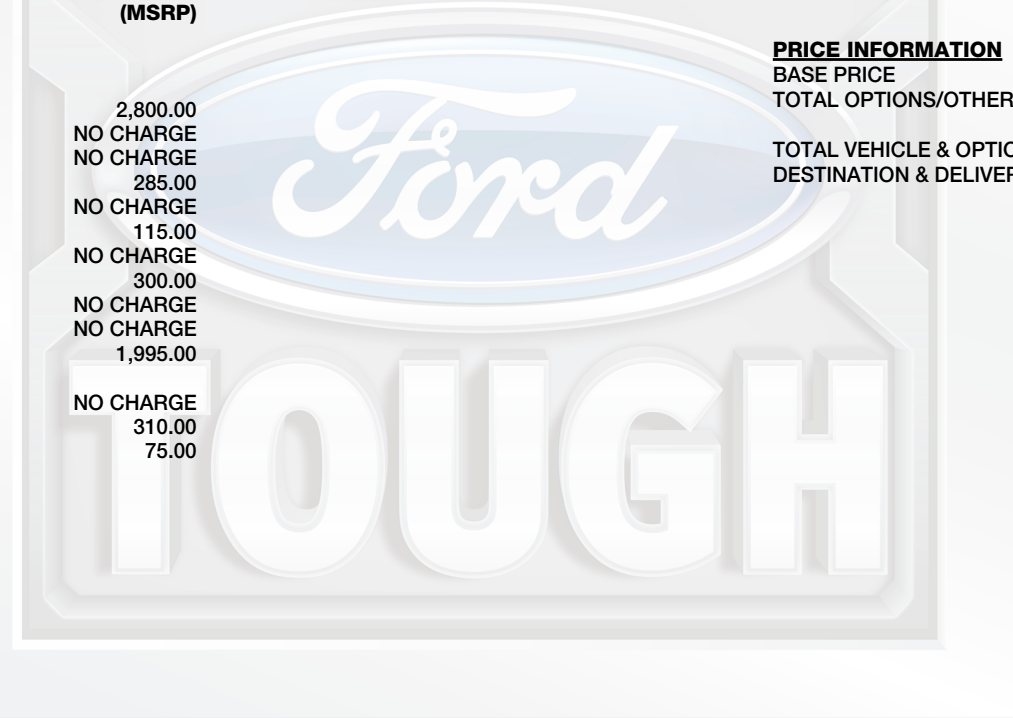 (MSRP)
2,800.00
NO CHARGE
NO CHARGE
285.00
NO CHARGE
115.00
NO CHARGE
300.00
NO CHARGE
NO CHARGE
1,995.00
NO CHARGE
310.00
75.00
PRICE INFORMATION
BASE PRICE
TOTAL OPTIONS/OTHER
TOTAL VEHICLE & OPTIO
DESTINATION & DELIVER
Ford
TOUGH